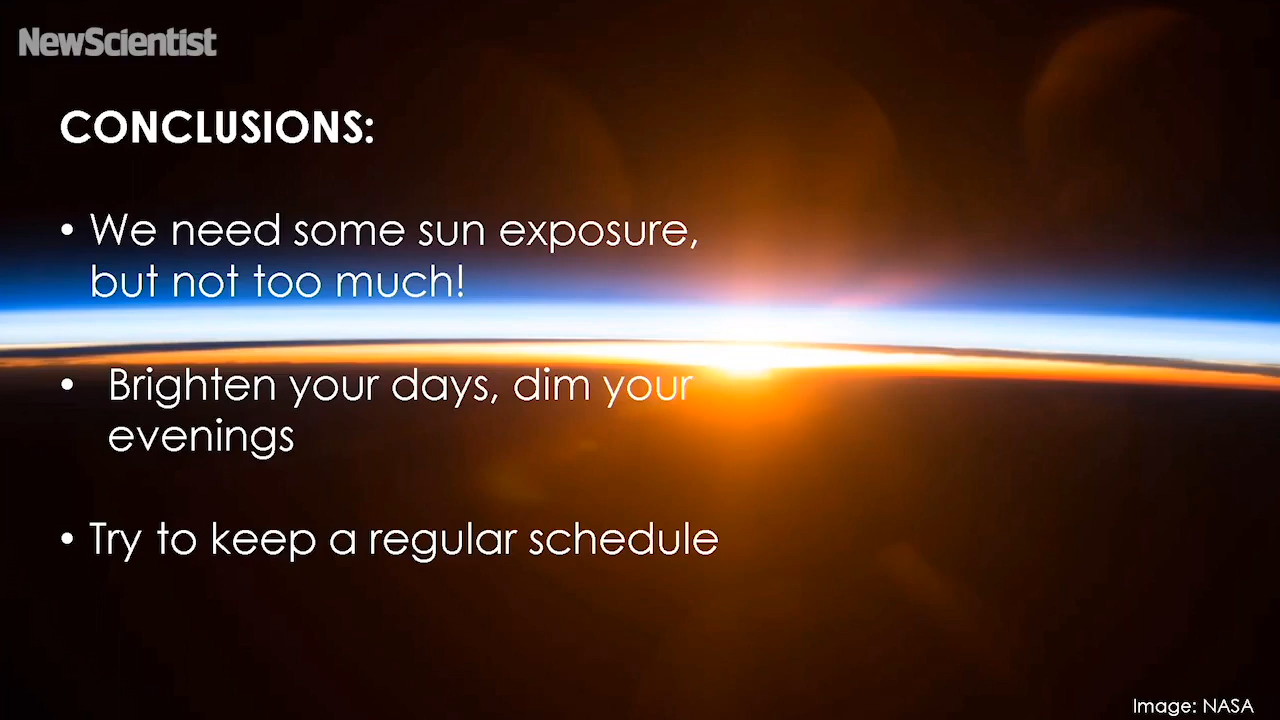 NewScientist
CONCLUSIONS:
• We need some sun exposure,
but not too much!
• Brighten your days, dim your
evenings
• Try to keep a regular schedule
Image: NASA